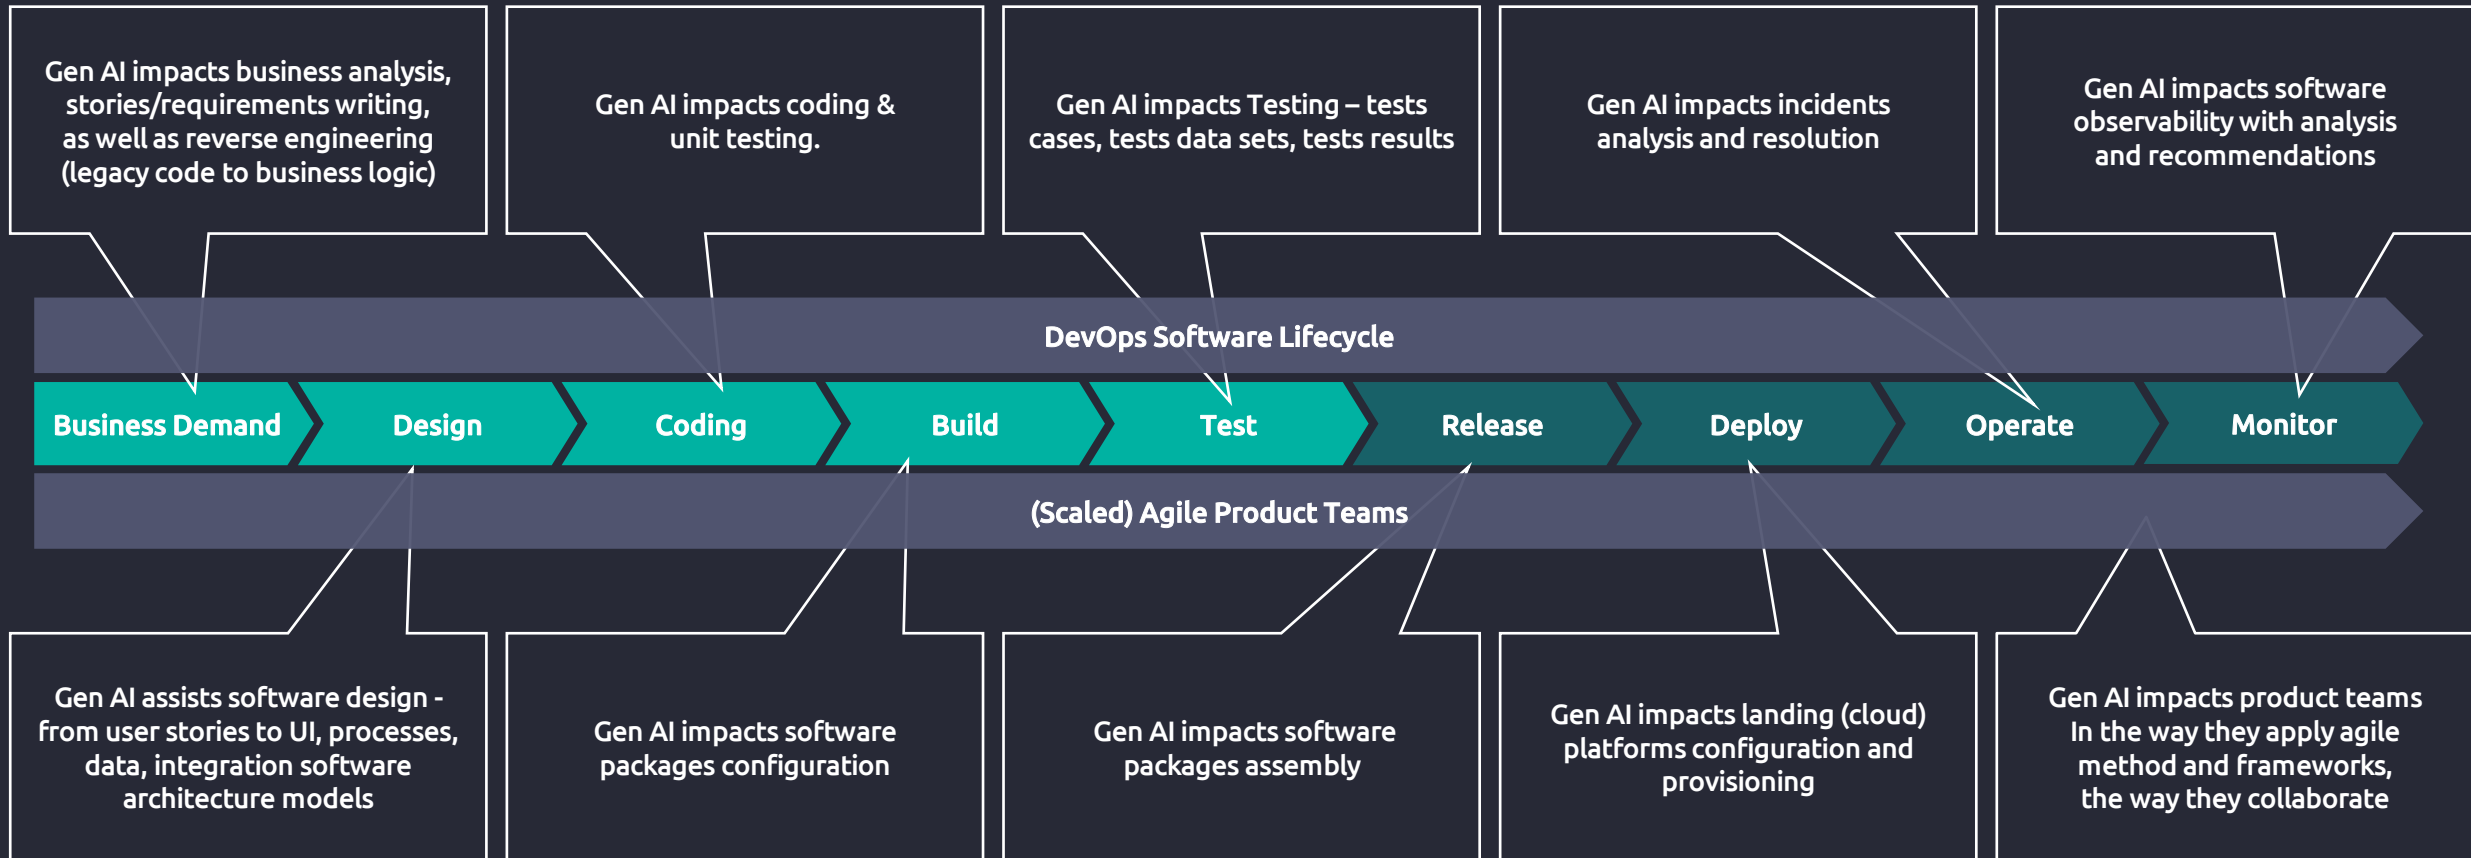 Gen AI impacts business analysis,
stories/requirements writing,
as well as reverse engineering
(legacy code to business logic)
Gen AI impacts coding &
unit testing.
Gen AI impacts Testing – tests
cases, tests data sets, tests results
Gen AI impacts incidents
analysis and resolution
Gen AI impacts software
observability with analysis
and recommendations
DevOps Software Lifecycle
Business Demand
Design
Coding
Build
Test
Release
Deploy
Operate
Monitor
(Scaled) Agile Product Teams
Gen AI assists software design -
from user stories to UI, processes,
data, integration software
architecture models
Gen AI impacts software
packages configuration
Gen AI impacts software
packages assembly
Gen AI impacts landing (cloud)
platforms configuration and
provisioning
Gen AI impacts product teams
In the way they apply agile
method and frameworks,
the way they collaborate